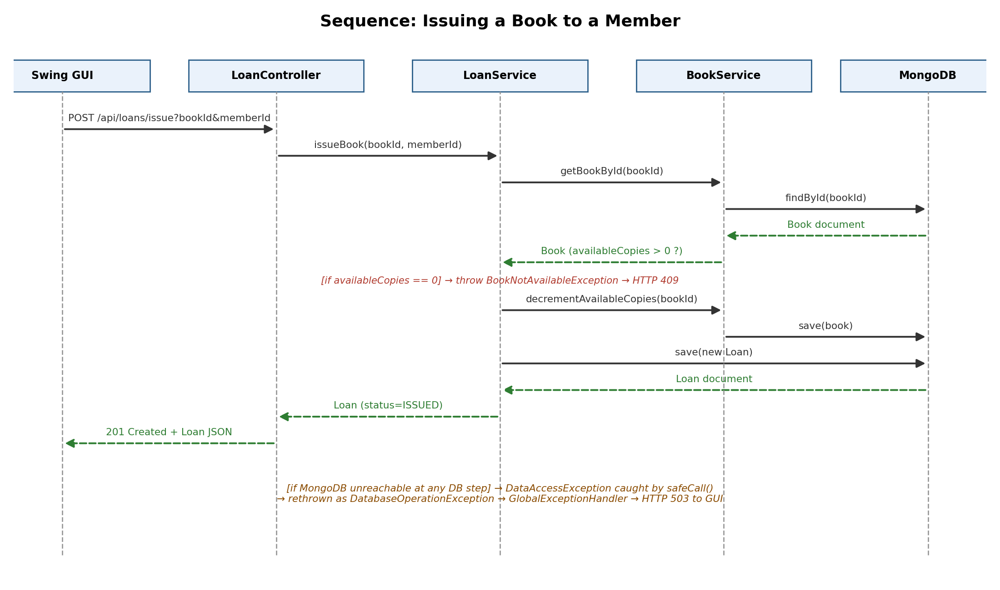 Sequence: Issuing a Book to a Member
Swing GUI
LoanController
LoanService
BookService
MongoDB
POST /api/loans/issue?bookId&memberId
issueBook(bookId, memberId)
getBookById(bookId)
findById(bookId)
Book document
Book (availableCopies > 0 ?)
[if availableCopies == 0] → throw BookNotAvailableException → HTTP 409
decrementAvailableCopies(bookId)
save(book)
save(new Loan)
Loan document
Loan (status=ISSUED)
201 Created + Loan JSON
[if MongoDB unreachable at any DB step] → DataAccessException caught by safeCall()
→ rethrown as DatabaseOperationException → GlobalExceptionHandler → HTTP 503 to GUI